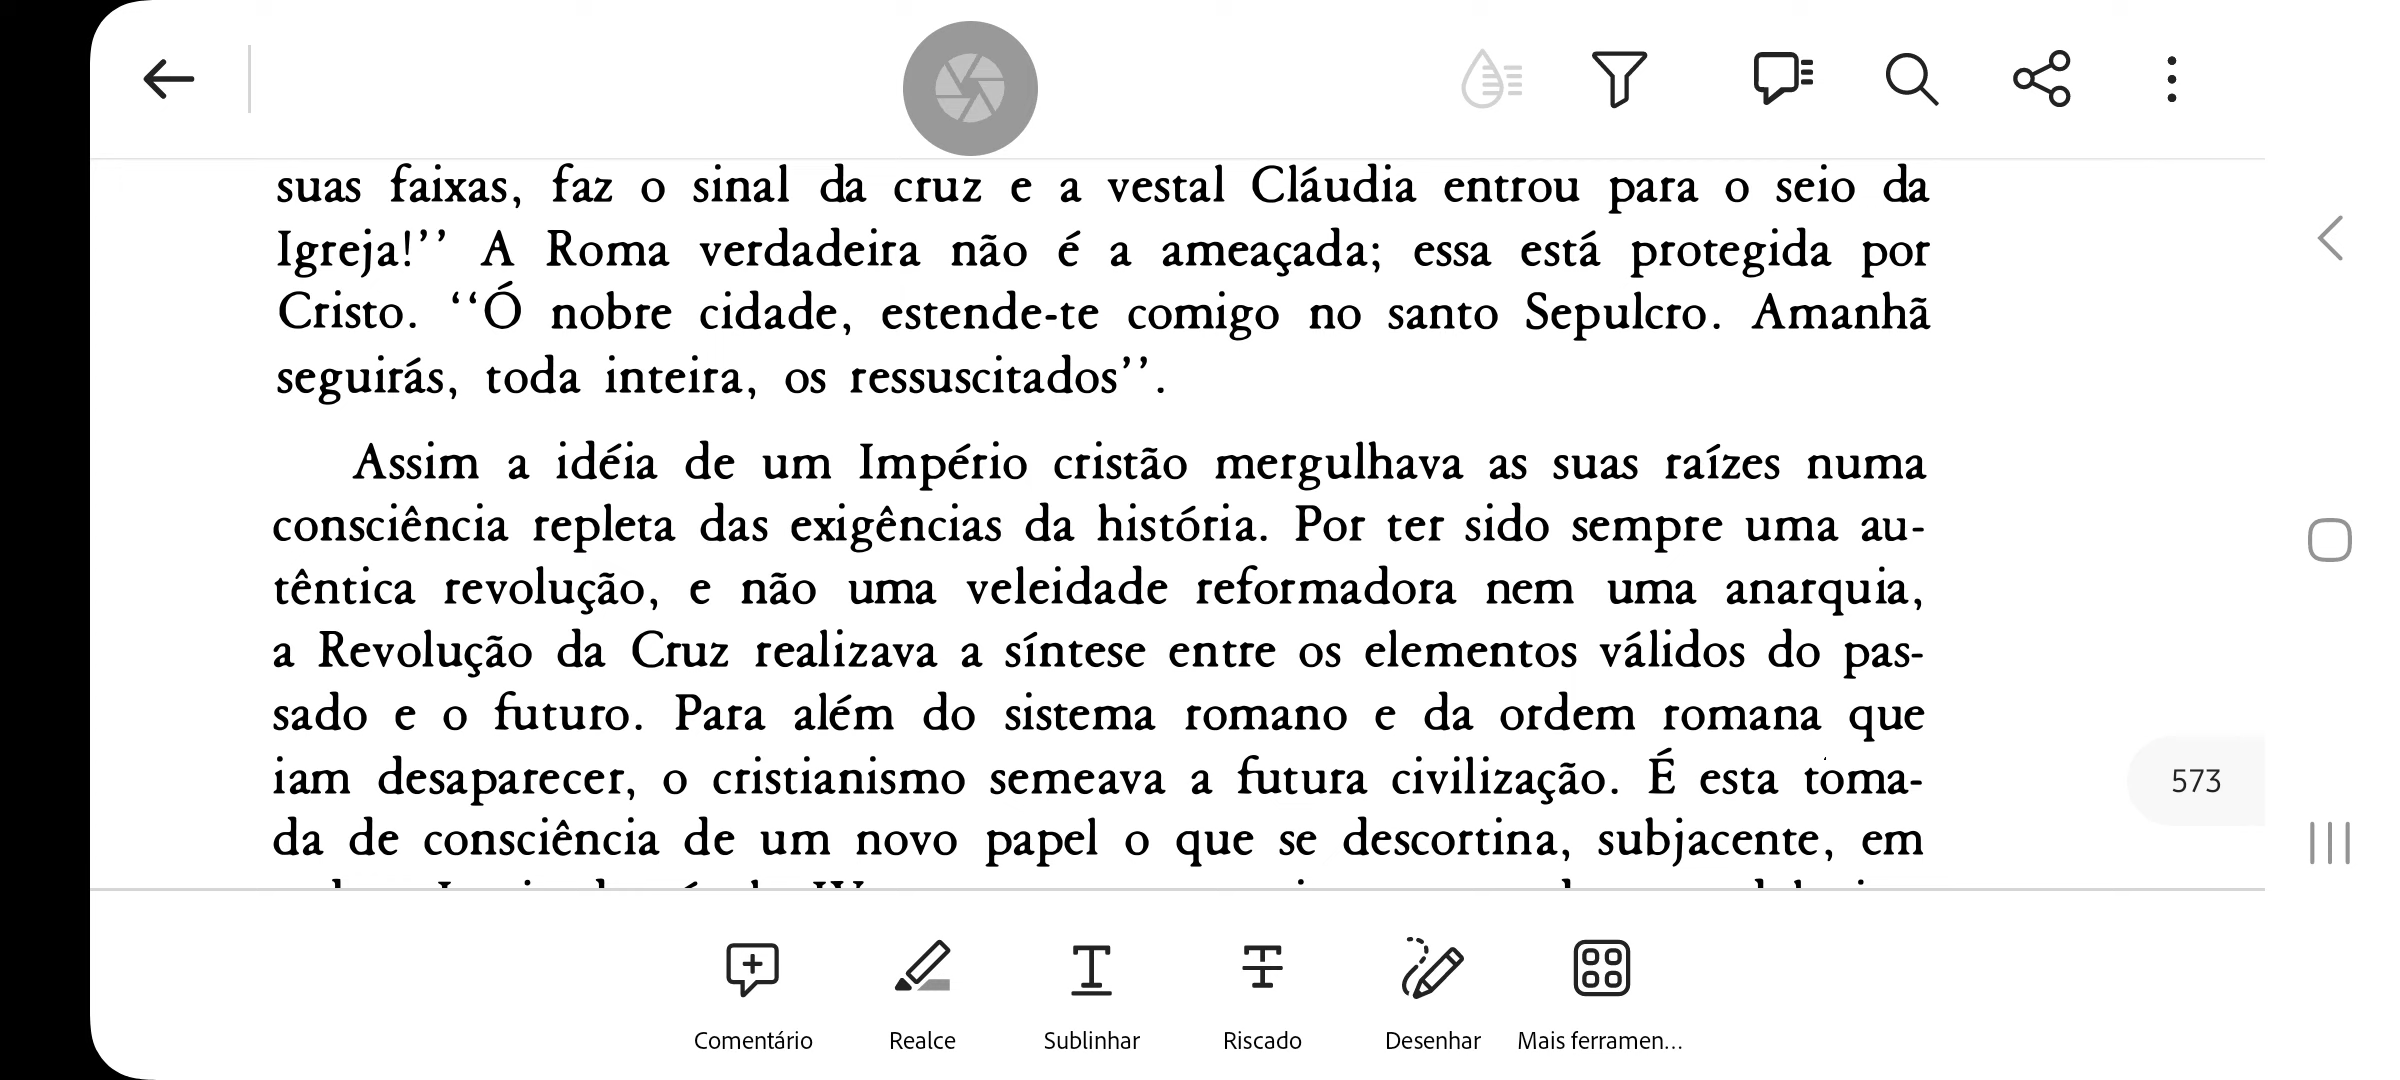 suas faixas, faz o sinal da cruz e a vestal Cláudia entrou para o seio da
Igreja!’’ A Roma verdadeira não é a ameaçada; essa está protegida por
Cristo. ‘‘Ó nobre cidade, estende-te comigo no santo Sepulcro. Amanhã
seguirás, toda inteira, os ressuscitados’’.
Assim a idéia de um Império cristão mergulhava as suas raízes numa
consciência repleta das exigências da história. Por ter sido sempre uma au-
têntica revolução, e não uma veleidade reformadora nem uma anarquia,
a Revolução da Cruz realizava a síntese entre os elementos válidos do pas-
sado e o futuro. Para além do sistema romano e da ordem romana que
iam desaparecer, o cristianismo semeava a futura civilização. É esta toma-
da de consciência de um novo papel o que se descortina, subjacente, em
573
Comentário
Realce
Sublinhar
Riscado
Desenhar
Mais ferramen...